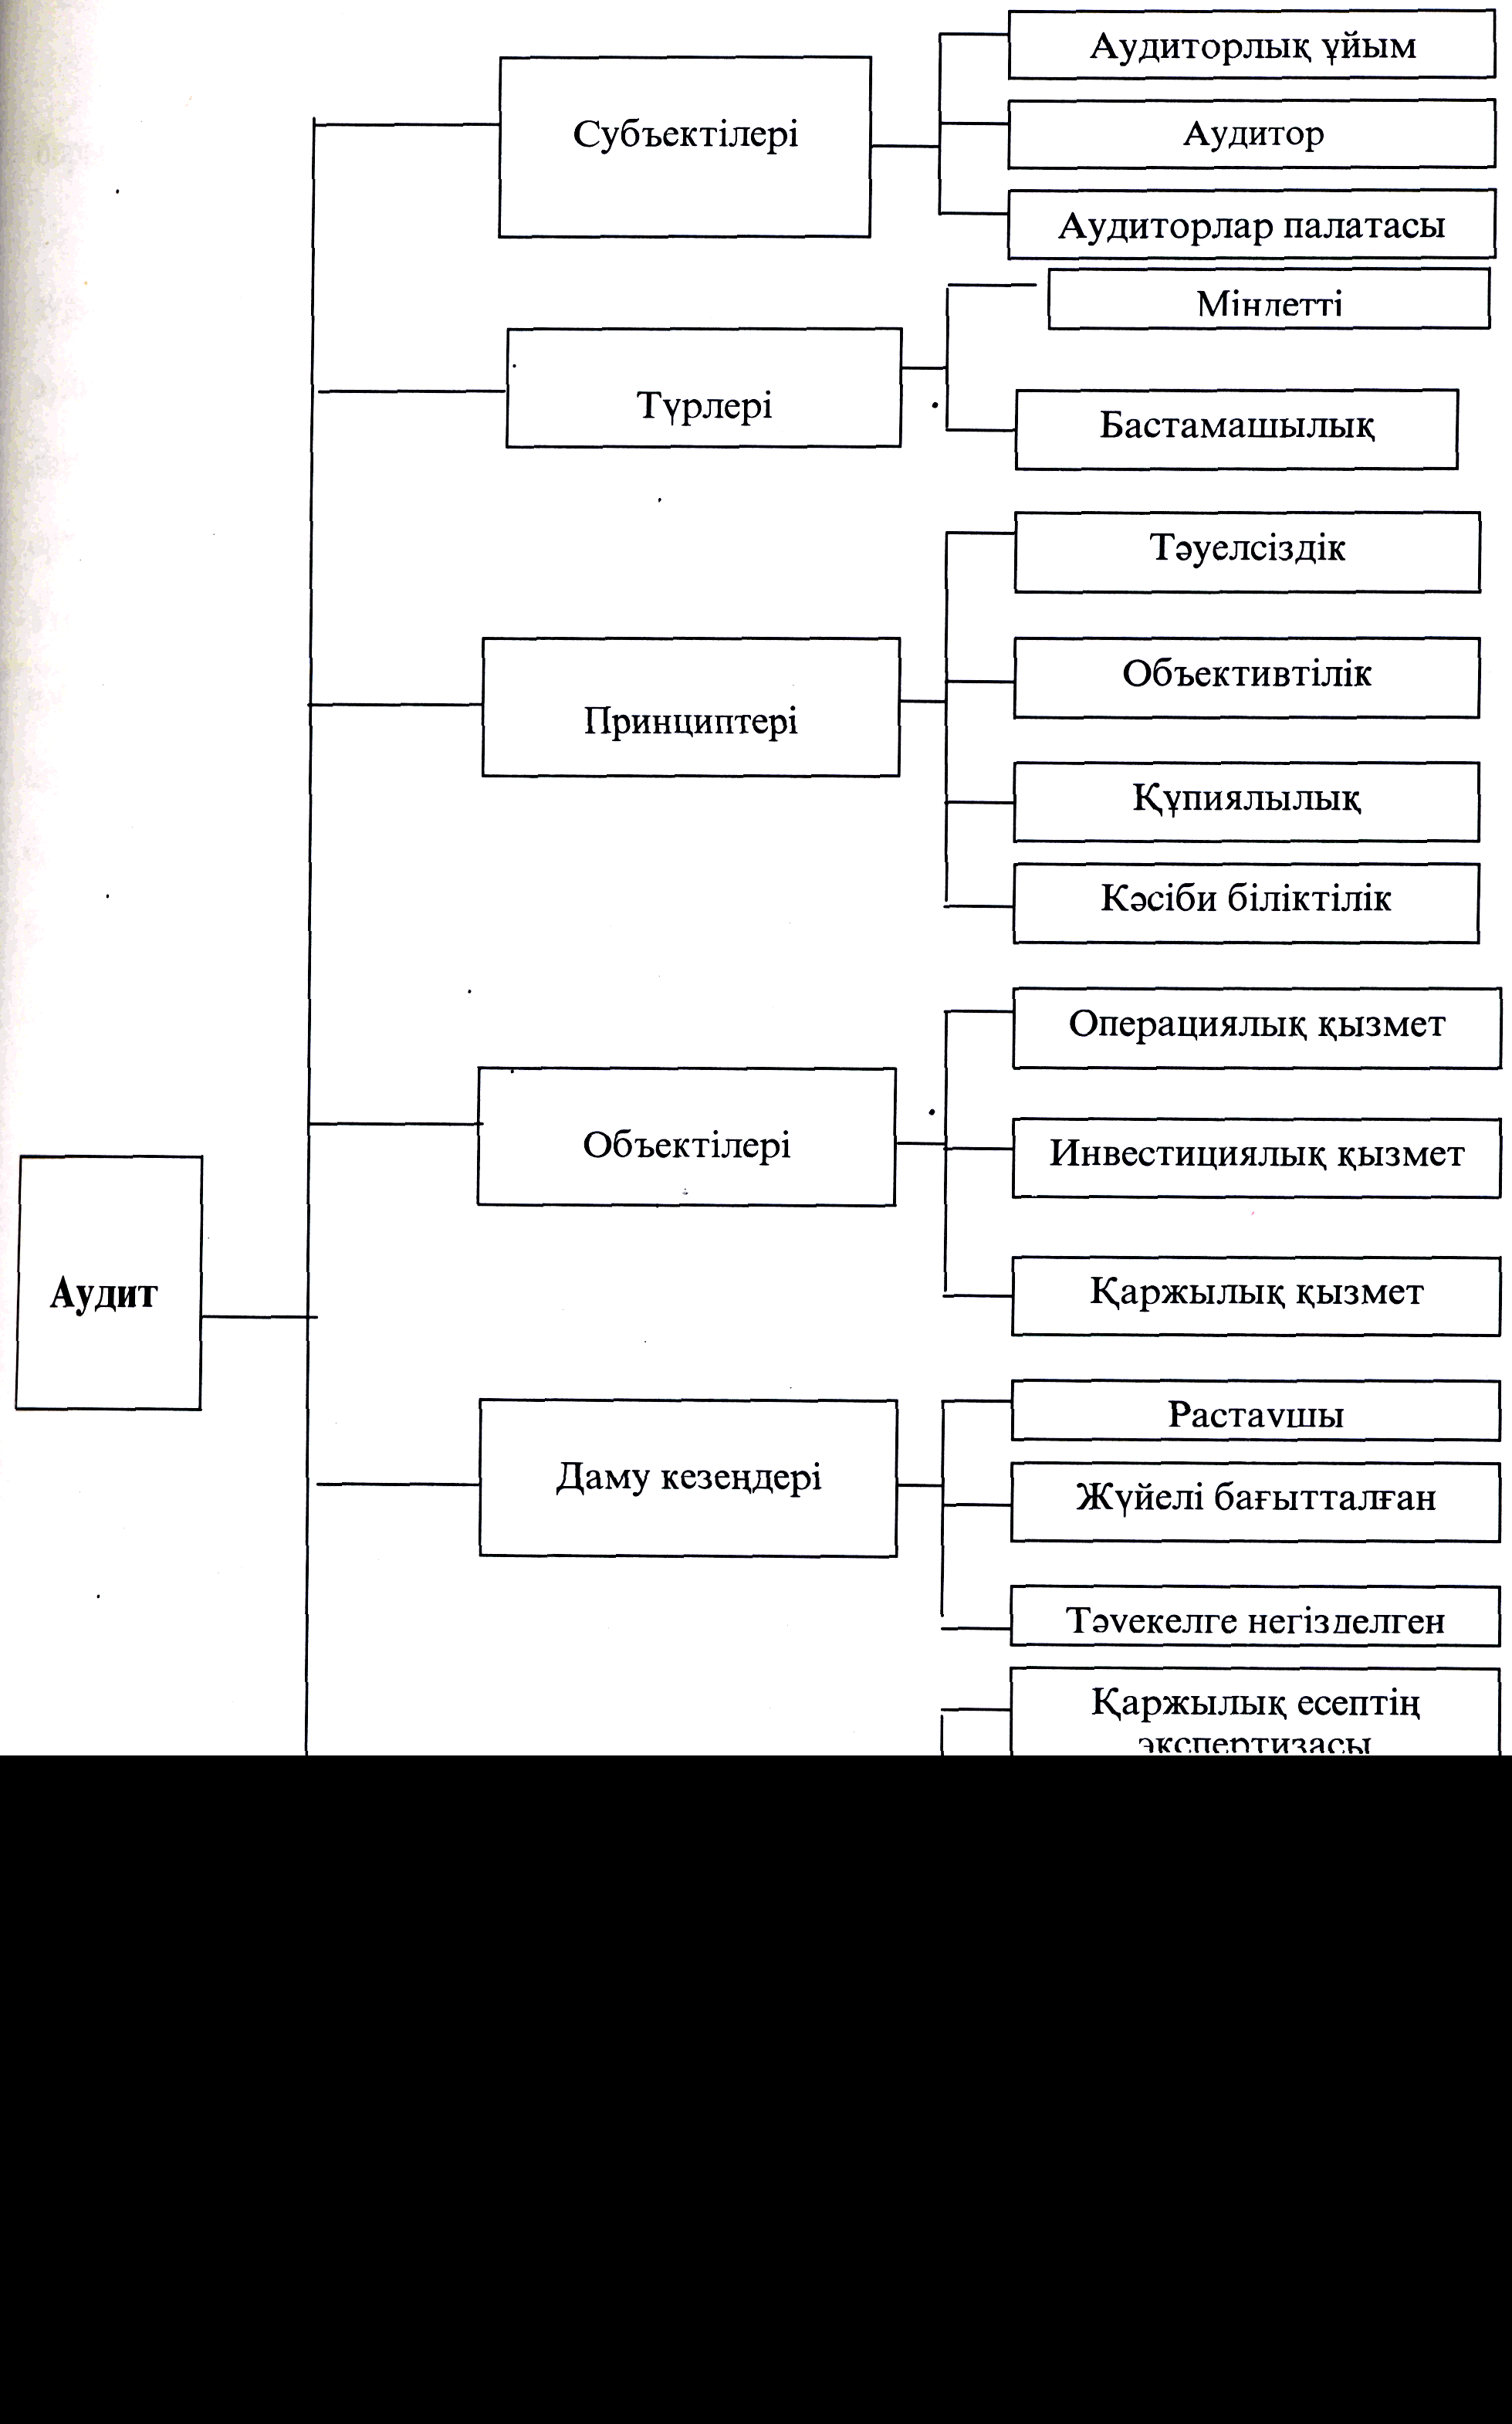 Аудиторлық ұйым
Субъектілері
Аудитор
Аудиторлар палатасы
Міндетті
Түрлері
Бастамашылық
Тәуелсіздік
Объективтілік
Принциптері
Құпиялылық
Кәсіби біліктілік
Операциялық қызмет
Объектілері
Инвестициялық қызмет
Аудит
Қаржылық қызмет
Растаушы
Даму кезеңдері
Жүйелі бағытталған
Тәуекелге негізделген
Қаржылық есептің
экспертизасы